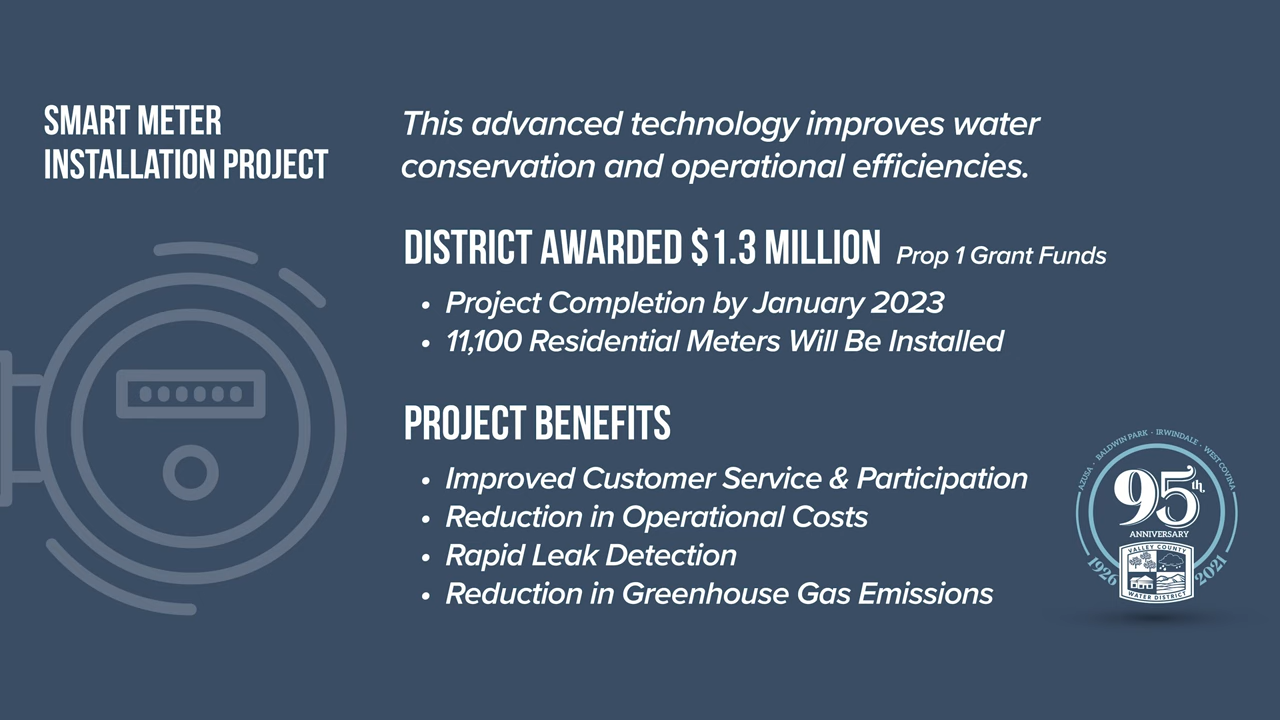 SMART METER
INSTALLATION PROJECT
This advanced technology improves water
conservation and operational efficiencies.
DISTRICT AWARDED $1.3 MILLION Prop 1 Grant Funds
• Project Completion by January 2023
• 11,100 Residential Meters Will Be Installed
PROJECT BENEFITS
• Improved Customer Service & Participation
• Reduction in Operational Costs
• Rapid Leak Detection
• Reduction in Greenhouse Gas Emissions
AZUSA · BALDWIN PARK · IRWINDALE · WEST COVINA
95th
ANNIVERSARY
1926 2021
VALLEY COUNTY
WATER DISTRICT